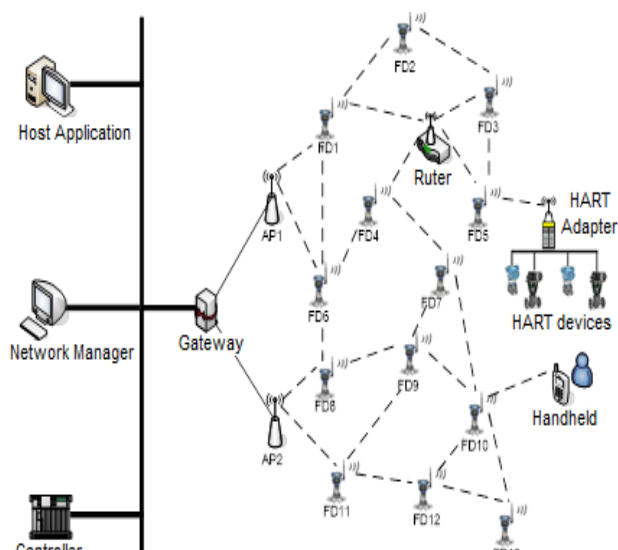 FD2
Host Application
FD1
FD3
Ruter
HART
Adapter
AP1
FD4
FD5
FD6
FD7
HART devices
Network Manager
Gateway
FD8
FD9
Handheld
AP2
FD10
FD11
FD12
Controller